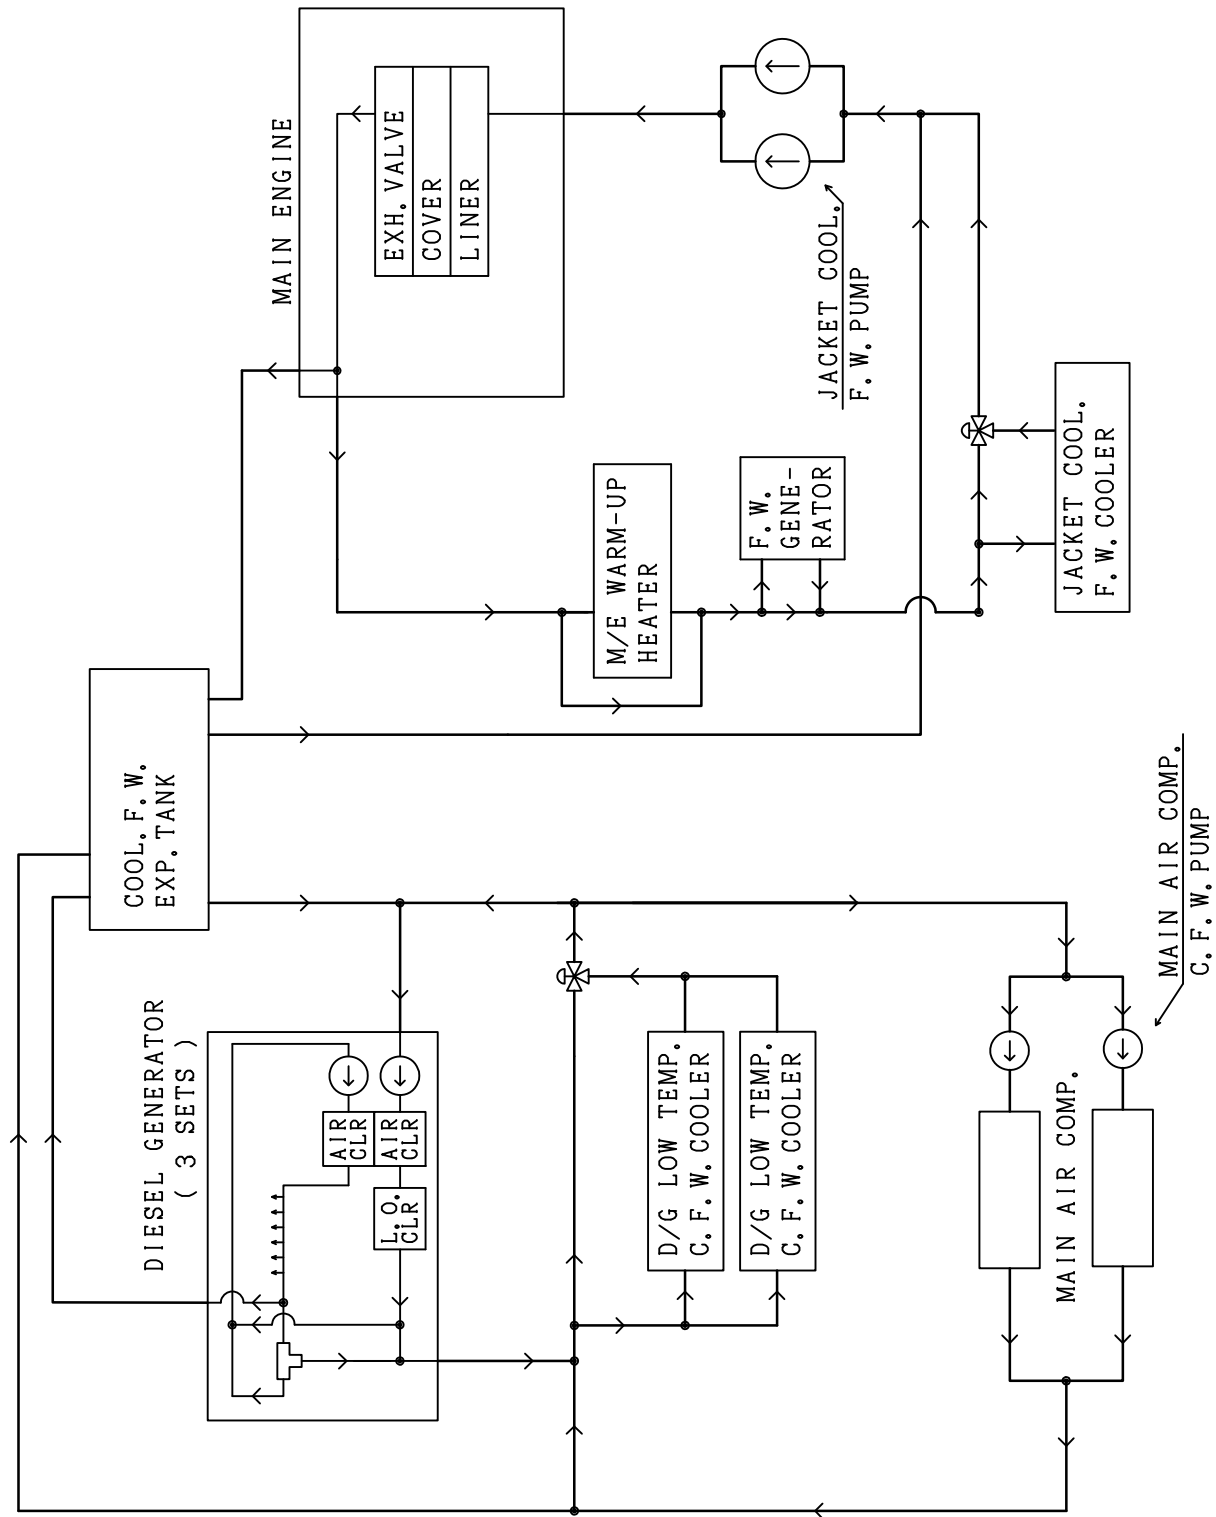 MAIN ENGINE
EXH. VALVE
COVER
LINER
JACKET COOL.
F. W. PUMP
M/E WARM-UP
HEATER
F. W.
GENE-
RATOR
JACKET COOL.
F. W. COOLER
COOL. F. W.
EXP. TANK
DIESEL GENERATOR
( 3 SETS )
AIR
CLR
AIR
CLR
L. O.
CLR
D/G LOW TEMP.
C. F. W. COOLER
D/G LOW TEMP.
C. F. W. COOLER
MAIN AIR COMP.
MAIN AIR COMP.
C. F. W. PUMP